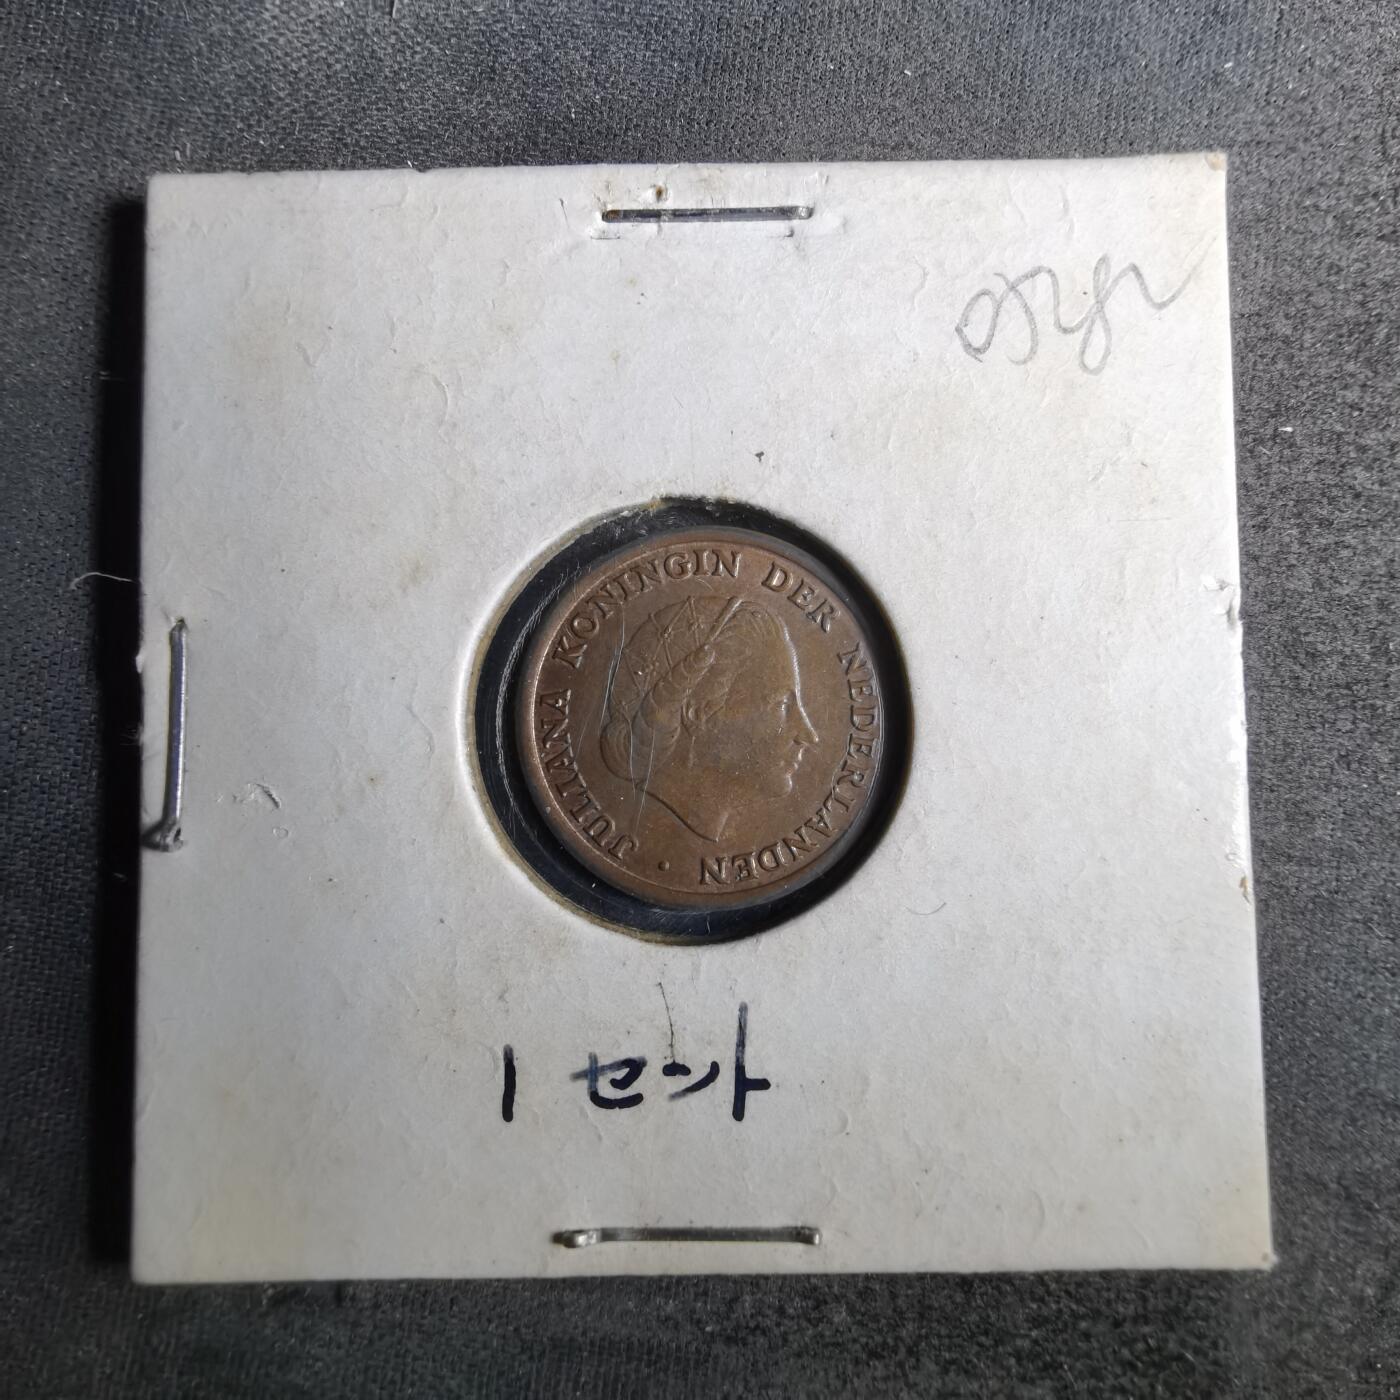 JULIANA KONINGIN DER NEDERLANDEN
1 セント